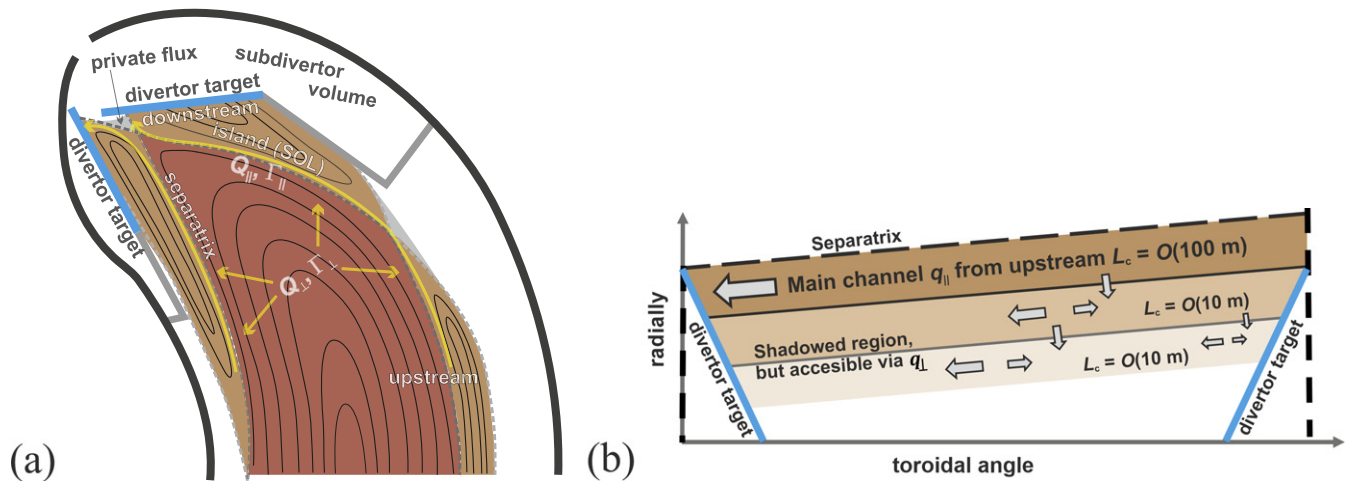 private flux
subdivertor
volume
divertor target
downstream
island (SOL)
Q∥, Γ∥
divertor target
separatrix
Q⊥, Γ⊥
upstream
(a)
radially
Separatrix
Main channel q∥ from upstream Lc = O(100 m)
Lc = O(10 m)
Shadowed region,
but accesible via q⊥
Lc = O(10 m)
divertor target
divertor target
toroidal angle
(b)